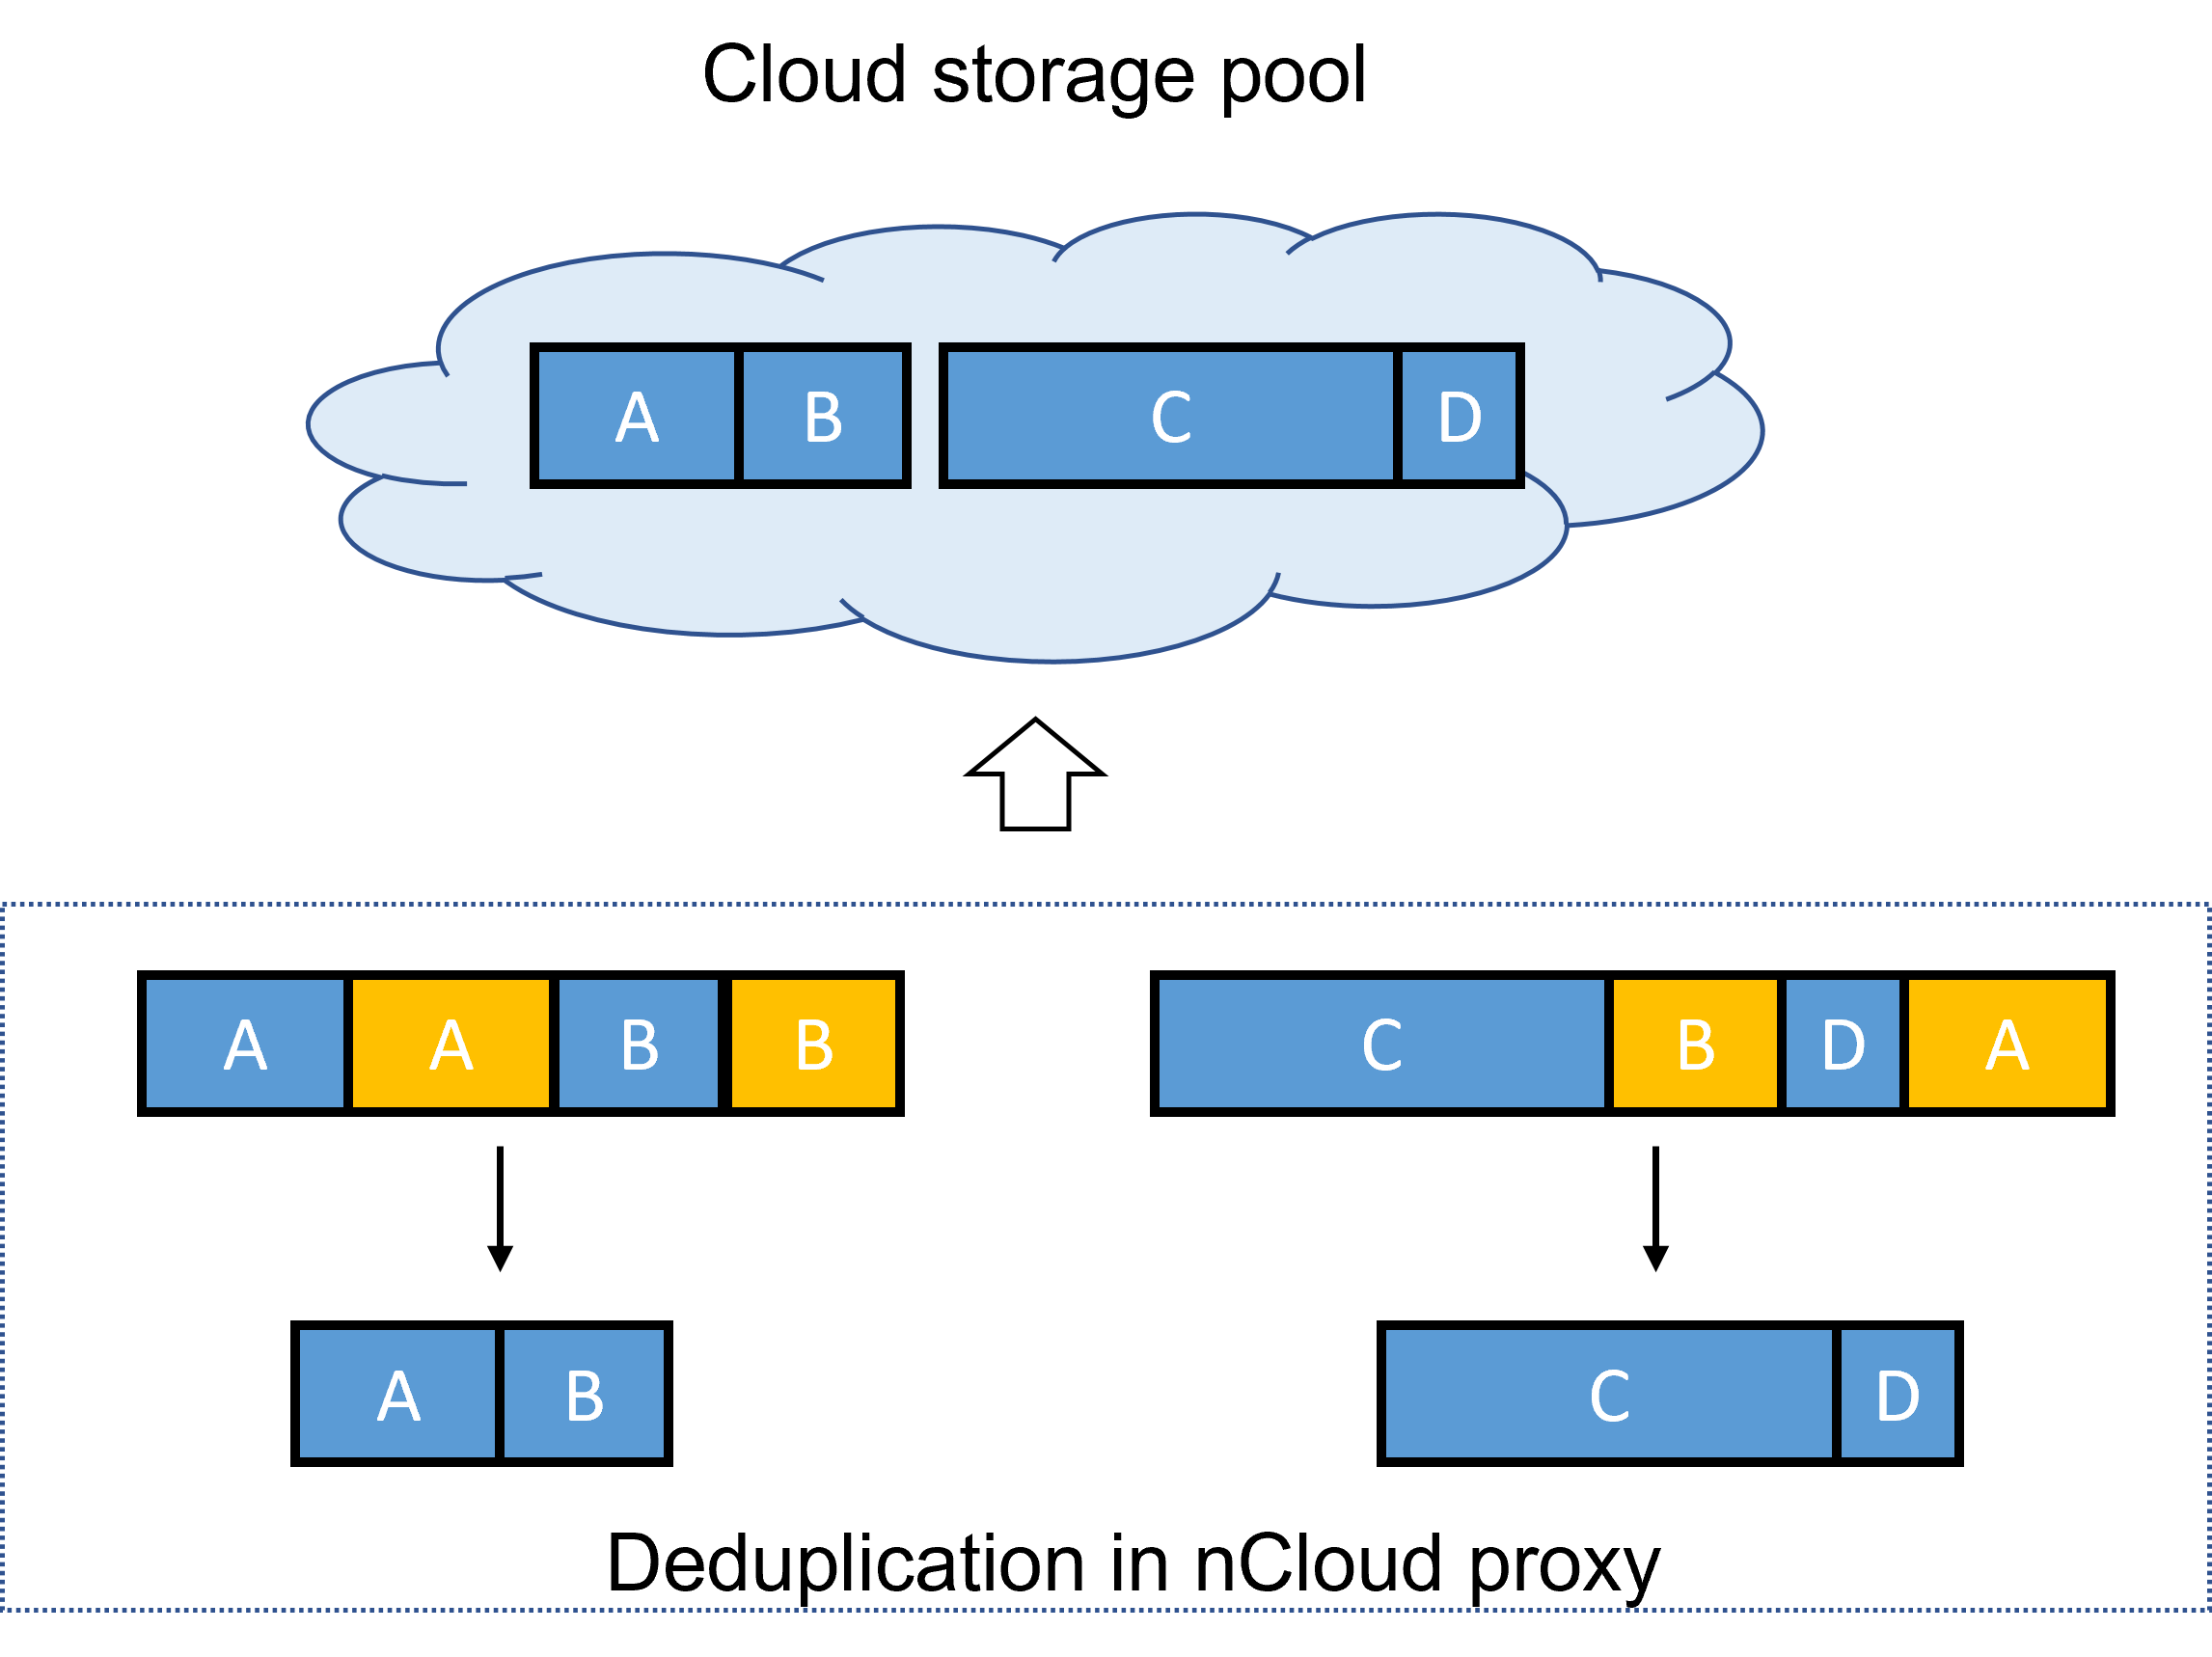 Cloud storage pool
A B C D
A A B B C B D A
A B C D
Deduplication in nCloud proxy